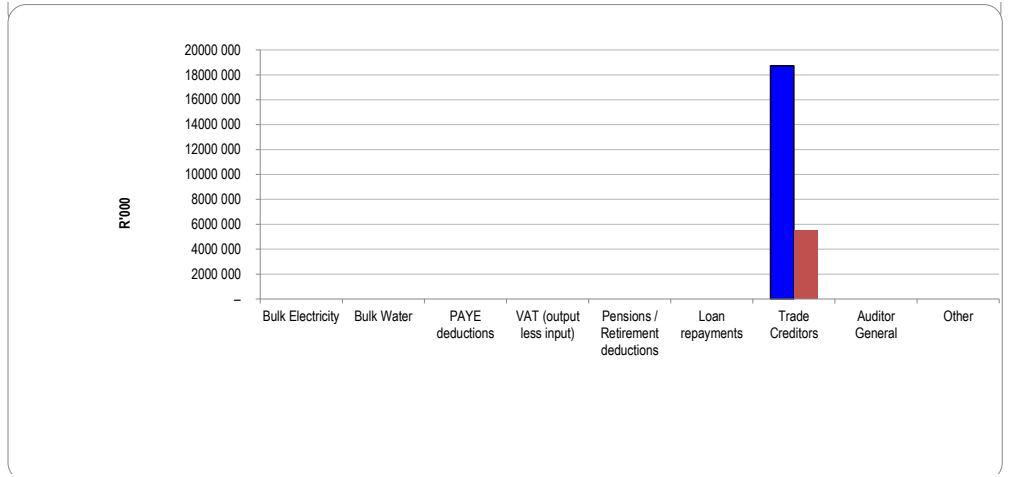 20000 000
18000 000
16000 000
14000 000
12000 000
10000 000
8000 000
6000 000
4000 000
2000 000
–
R'000
Bulk Electricity
Bulk Water
PAYE
deductions
VAT (output
less input)
Pensions /
Retirement
deductions
Loan
repayments
Trade
Creditors
Auditor
General
Other